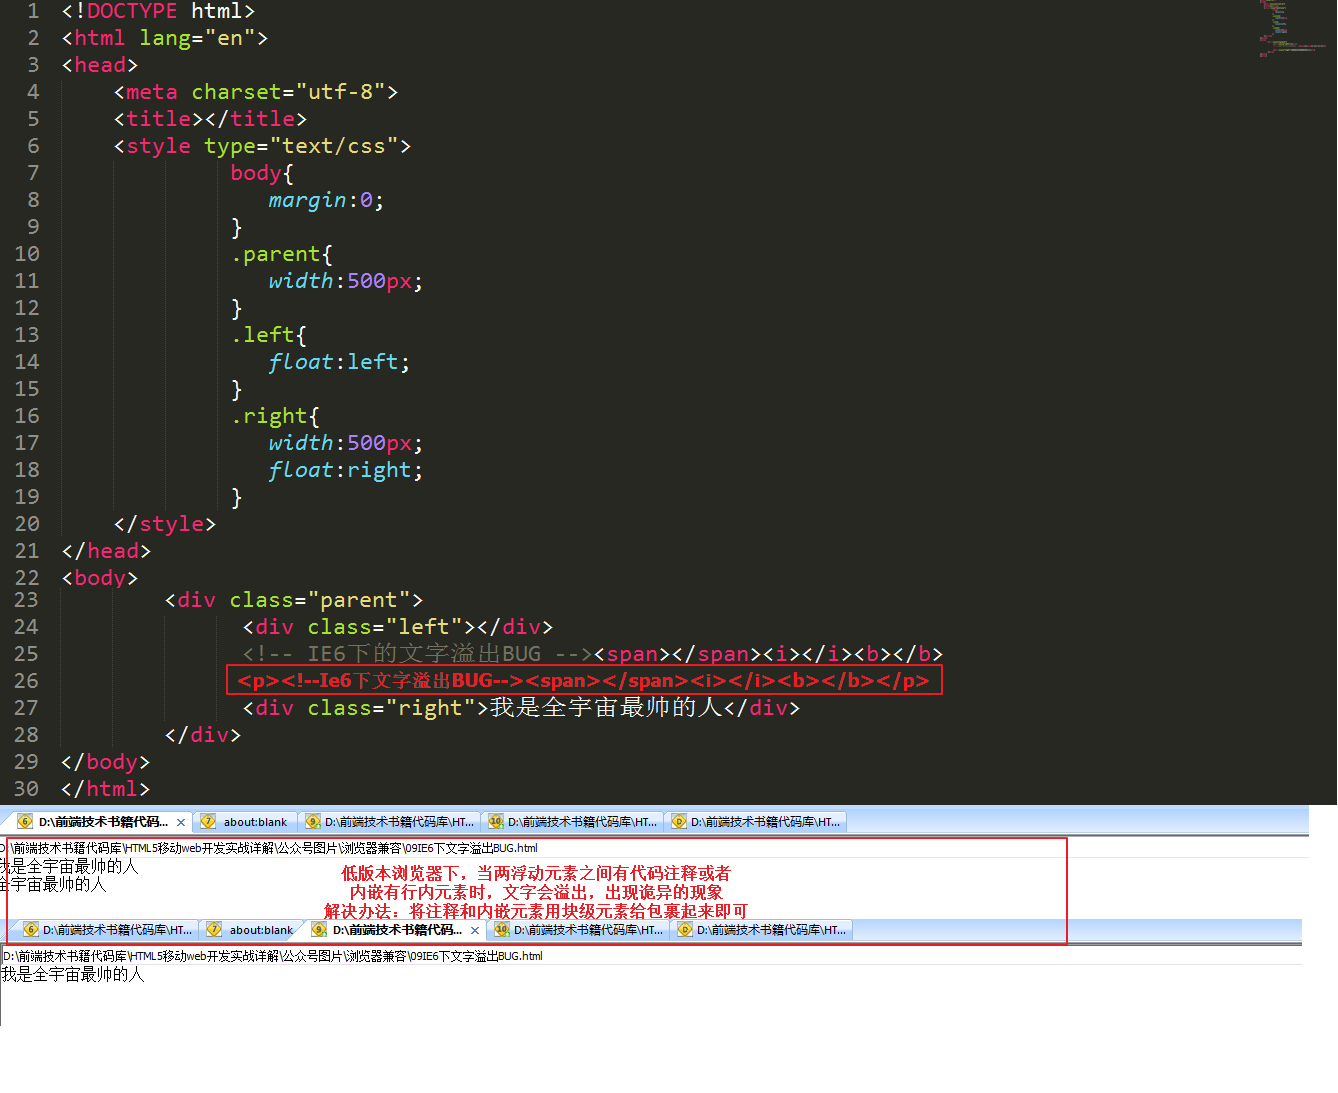 1 <!DOCTYPE html>
2 <html lang="en">
3 <head>
4 <meta charset="utf-8">
5 <title></title>
6 <style type="text/css">
7 body{
8 margin:0;
9 }
10 .parent{
11 width:500px;
12 }
13 .left{
14 float:left;
15 }
16 .right{
17 width:500px;
18 float:right;
19 }
20 </style>
21 </head>
22 <body>
23 <div class="parent">
24 <div class="left"></div>
25 <!-- IE6下的文字溢出BUG --><span></span><i></i><b></b>
26 <p><!--Ie6下文字溢出BUG--><span></span><i></i><b></b></p>
27 <div class="right">我是全宇宙最帅的人</div>
28 </div>
29 </body>
30 </html>
6 D:\前端技术书籍代码... × 7 about:blank 9 D:\前端技术书籍代码库\HT... 10 D:\前端技术书籍代码库\HT... D D:\前端技术书籍代码库\HT...
D:\前端技术书籍代码库\HTML5移动web开发实战详解\公众号图片\浏览器兼容\09IE6下文字溢出BUG.html
我是全宇宙最帅的人
全宇宙最帅的人
低版本浏览器下，当两浮动元素之间有代码注释或者
内嵌有行内元素时，文字会溢出，出现诡异的现象
解决办法：将注释和内嵌元素用块级元素给包裹起来即可
6 D:\前端技术书籍代码库\HT... 7 about:blank 9 D:\前端技术书籍代码... × 10 D:\前端技术书籍代码库\HT... D D:\前端技术书籍代码库\HT...
D:\前端技术书籍代码库\HTML5移动web开发实战详解\公众号图片\浏览器兼容\09IE6下文字溢出BUG.html
我是全宇宙最帅的人